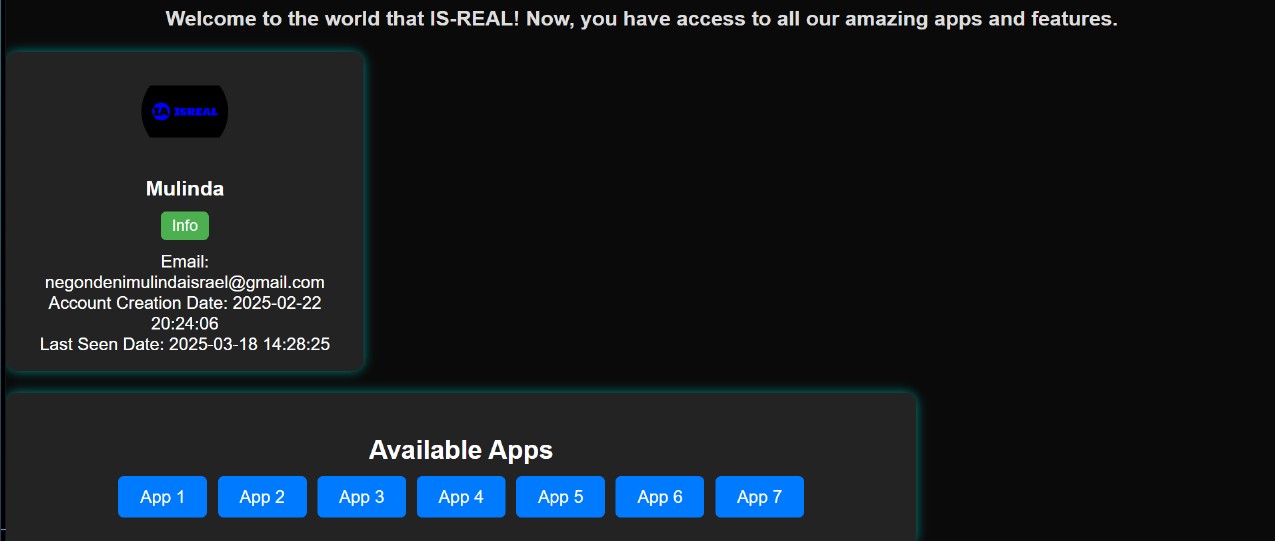 Welcome to the world that IS-REAL! Now, you have access to all our amazing apps and features.
ISREAL
Mulinda
Info
Email:
negondenimulindaisrael@gmail.com
Account Creation Date: 2025-02-22
20:24:06
Last Seen Date: 2025-03-18 14:28:25
Available Apps
App 1 App 2 App 3 App 4 App 5 App 6 App 7